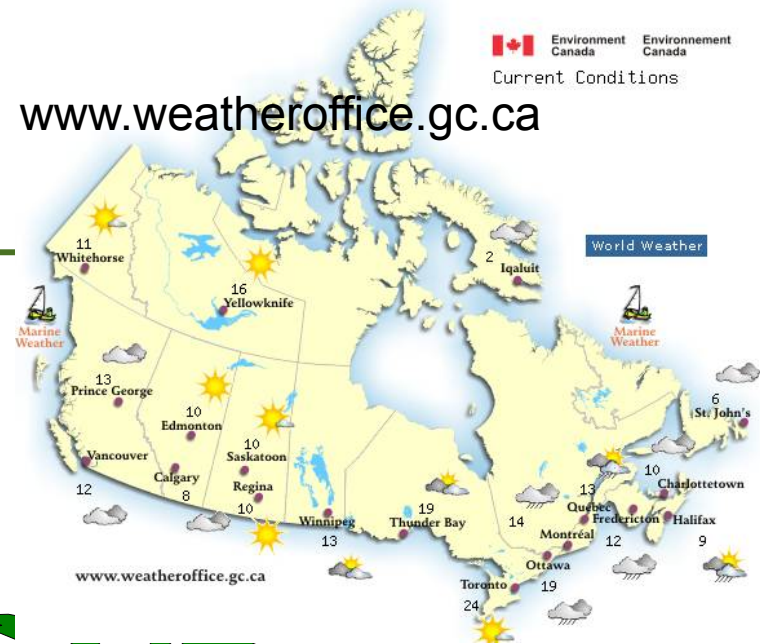 Environment Environnement
Canada Canada
Current Conditions
www.weatheroffice.gc.ca
World Weather
11
Whitehorse
2
Iqaluit
16
Yellowknife
Marine
Weather
Marine
Weather
13
Prince George
6
St. John's
10
Edmonton
10
Saskatoon
Vancouver
12
Calgary
8
Regina
10
Winnipeg
13
19
Thunder Bay
14
13
Québec
10
Charlottetown
Fredericton
12
Halifax
9
Montréal
Ottawa
19
Toronto
24
www.weatheroffice.gc.ca